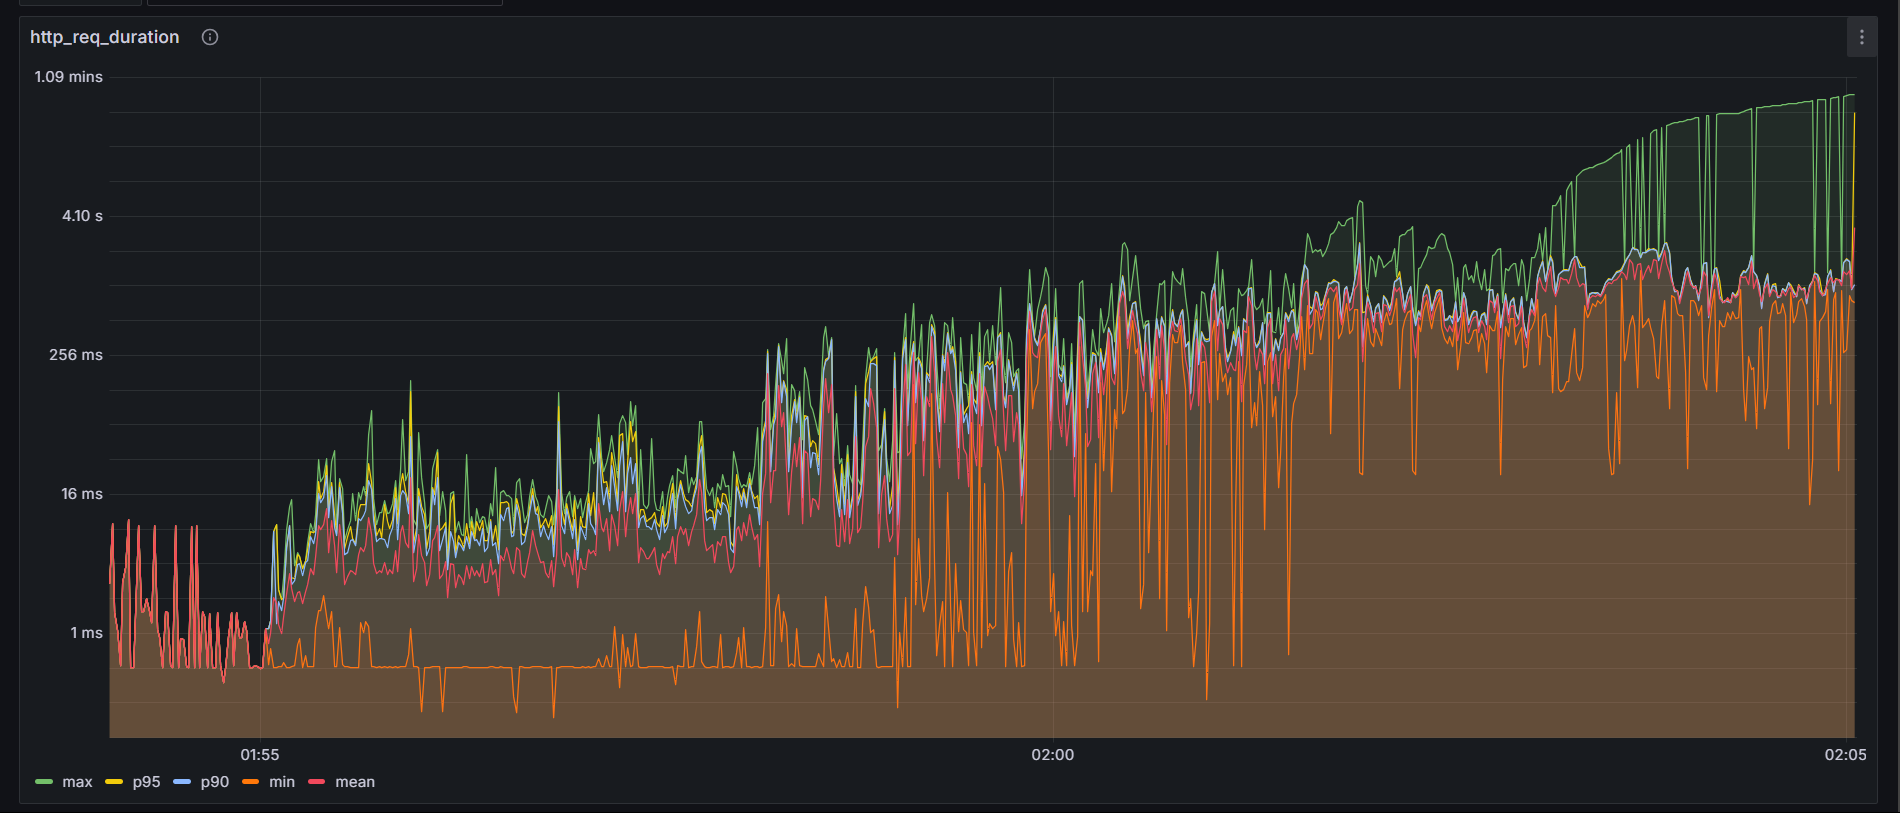 http_req_duration
1.09 mins
4.10 s
256 ms
16 ms
1 ms
01:55 02:00 02:05
max p95 p90 min mean